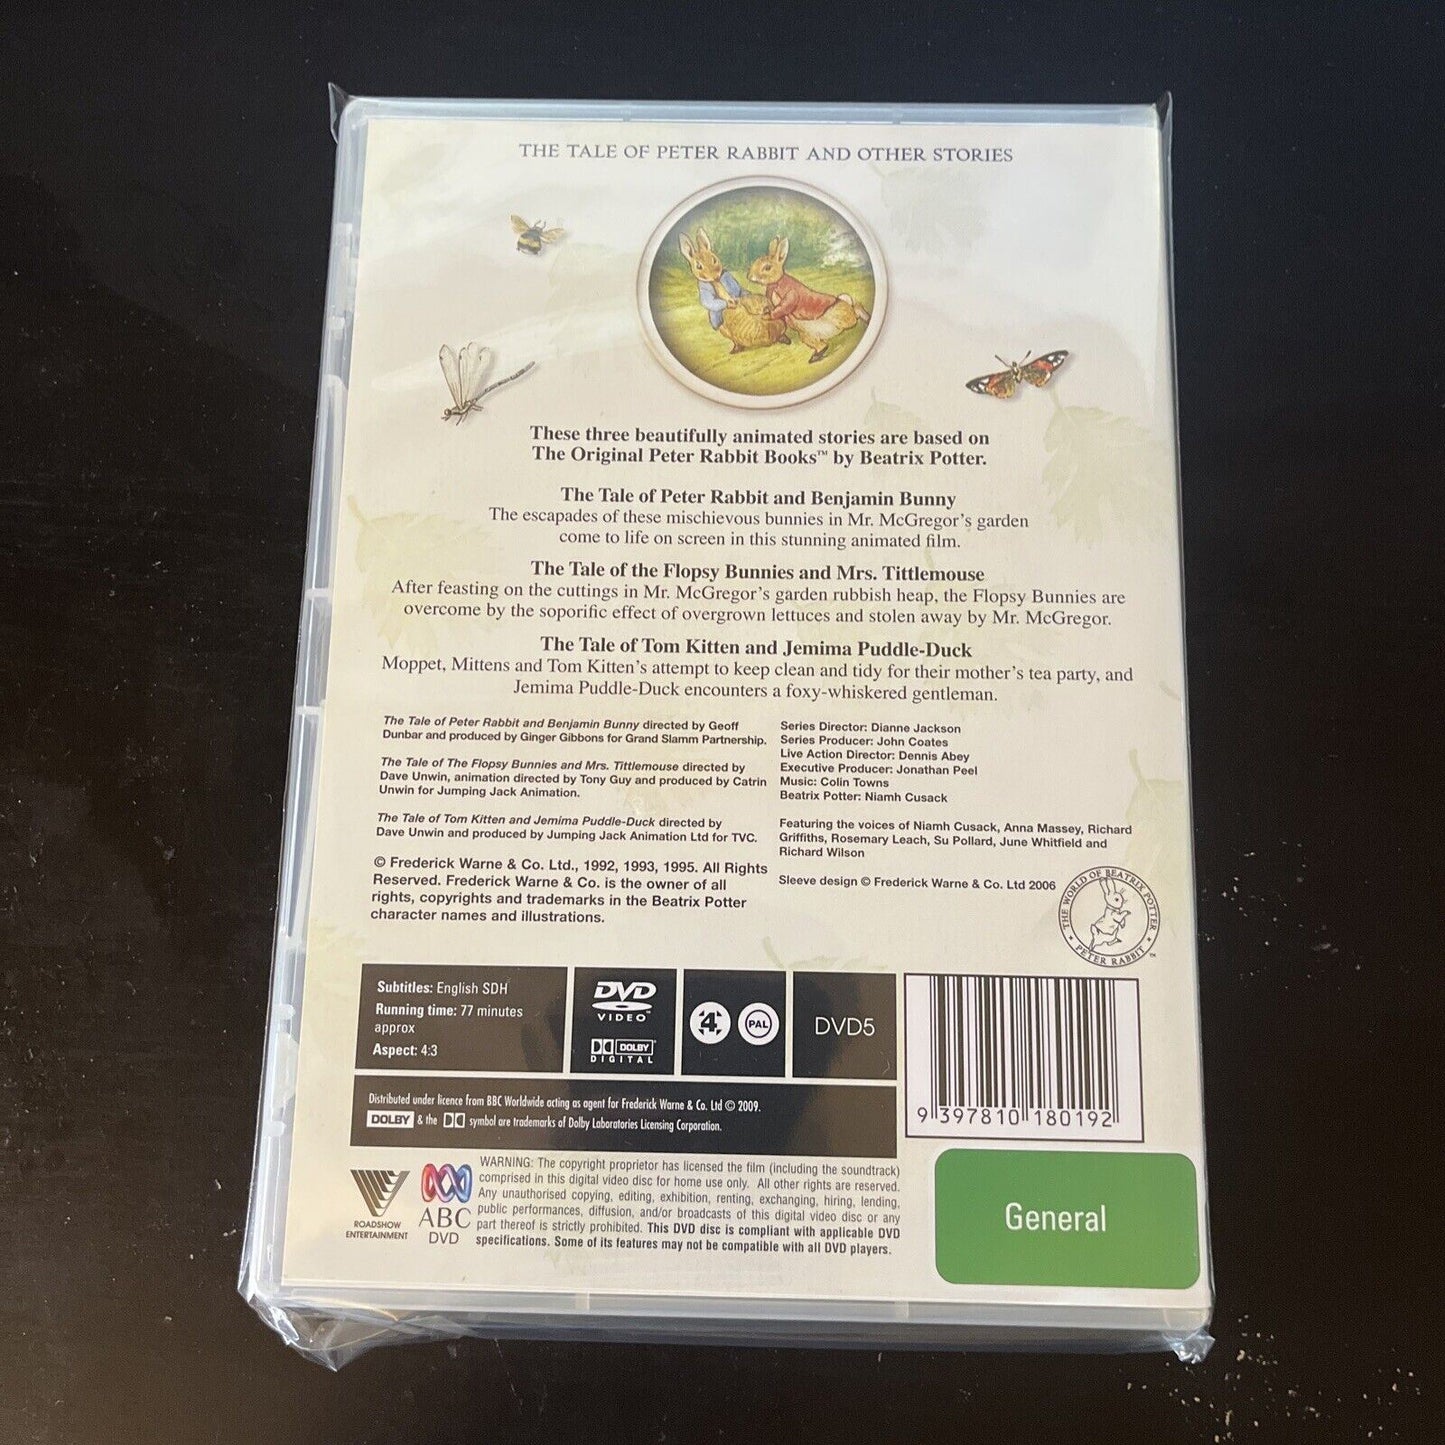 THE TALE OF PETER RABBIT AND OTHER STORIES
These three beautifully animated stories are based on
The Original Peter Rabbit Books™ by Beatrix Potter.
The Tale of Peter Rabbit and Benjamin Bunny
The escapades of these mischievous bunnies in Mr. McGregor's garden
come to life on screen in this stunning animated film.
The Tale of the Flopsy Bunnies and Mrs. Tittlemouse
After feasting on the cuttings in Mr. McGregor's garden rubbish heap, the Flopsy Bunnies are
overcome by the soporific effect of overgrown lettuces and stolen away by Mr. McGregor.
The Tale of Tom Kitten and Jemima Puddle-Duck
Moppet, Mittens and Tom Kitten's attempt to keep clean and tidy for their mother's tea party, and
Jemima Puddle-Duck encounters a foxy-whiskered gentleman.
The Tale of Peter Rabbit and Benjamin Bunny directed by Geoff
Dunbar and produced by Ginger Gibbons for Grand Slamm Partnership.
The Tale of The Flopsy Bunnies and Mrs. Tittlemouse directed by
Dave Unwin, animation directed by Tony Guy and produced by Catrin
Unwin for Jumping Jack Animation.
The Tale of Tom Kitten and Jemima Puddle-Duck directed by
Dave Unwin and produced by Jumping Jack Animation Ltd for TVC.
© Frederick Warne & Co. Ltd., 1992, 1993, 1995. All Rights
Reserved. Frederick Warne & Co. is the owner of all
rights, copyrights and trademarks in the Beatrix Potter
character names and illustrations.
Series Director: Dianne Jackson
Series Producer: John Coates
Live Action Director: Dennis Abey
Executive Producer: Jonathan Peel
Music: Colin Towns
Beatrix Potter: Niamh Cusack
Featuring the voices of Niamh Cusack, Anna Massey, Richard
Griffiths, Rosemary Leach, Su Pollard, June Whitfield and
Richard Wilson
Sleeve design © Frederick Warne & Co. Ltd 2006
THE WORLD OF BEATRIX POTTER
PETER RABBIT ™
Subtitles: English SDH
Running time: 77 minutes
approx
Aspect: 4:3
DVD
VIDEO™
DOLBY
DIGITAL
4
PAL
DVD5
9 397810 180192
Distributed under licence from BBC Worldwide acting as agent for Frederick Warne & Co. Ltd © 2009.
DOLBY & the symbol are trademarks of Dolby Laboratories Licensing Corporation.
ROADSHOW
ENTERTAINMENT
ABC
DVD
WARNING: The copyright proprietor has licensed the film (including the soundtrack)
comprised in this digital video disc for home use only. All other rights are reserved.
Any unauthorised copying, editing, exhibition, renting, exchanging, hiring, lending,
public performances, diffusion, and/or broadcasts of this digital video disc or any
part thereof is strictly prohibited. This DVD disc is compliant with applicable DVD
specifications. Some of its features may not be compatible with all DVD players.
General